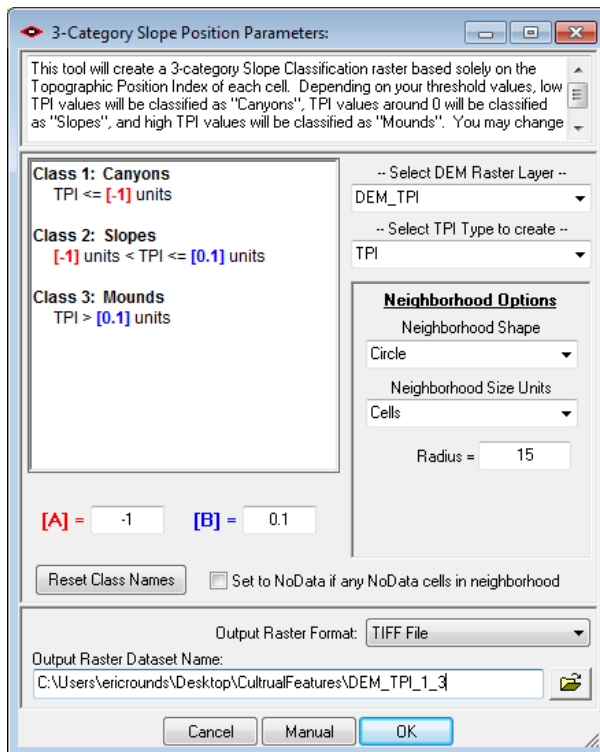 3-Category Slope Position Parameters:
This tool will create a 3-category Slope Classification raster based solely on the
Topographic Position Index of each cell.  Depending on your threshold values, low
TPI values will be classified as "Canyons", TPI values around 0 will be classified
as "Slopes", and high TPI values will be classified as "Mounds".  You may change
Class 1:  Canyons
TPI <= [-1] units
Class 2:  Slopes
[-1] units < TPI <= [0.1] units
Class 3:  Mounds
TPI > [0.1] units
[A] = -1 [B] = 0.1
Reset Class Names
-- Select DEM Raster Layer --
DEM_TPI
-- Select TPI Type to create --
TPI
Neighborhood Options
Neighborhood Shape
Circle
Neighborhood Size Units
Cells
Radius = 15
Set to NoData if any NoData cells in neighborhood
Output Raster Format: TIFF File
Output Raster Dataset Name:
C:\Users\ericrounds\Desktop\CultrualFeatures\DEM_TPI_1_3
Cancel Manual OK